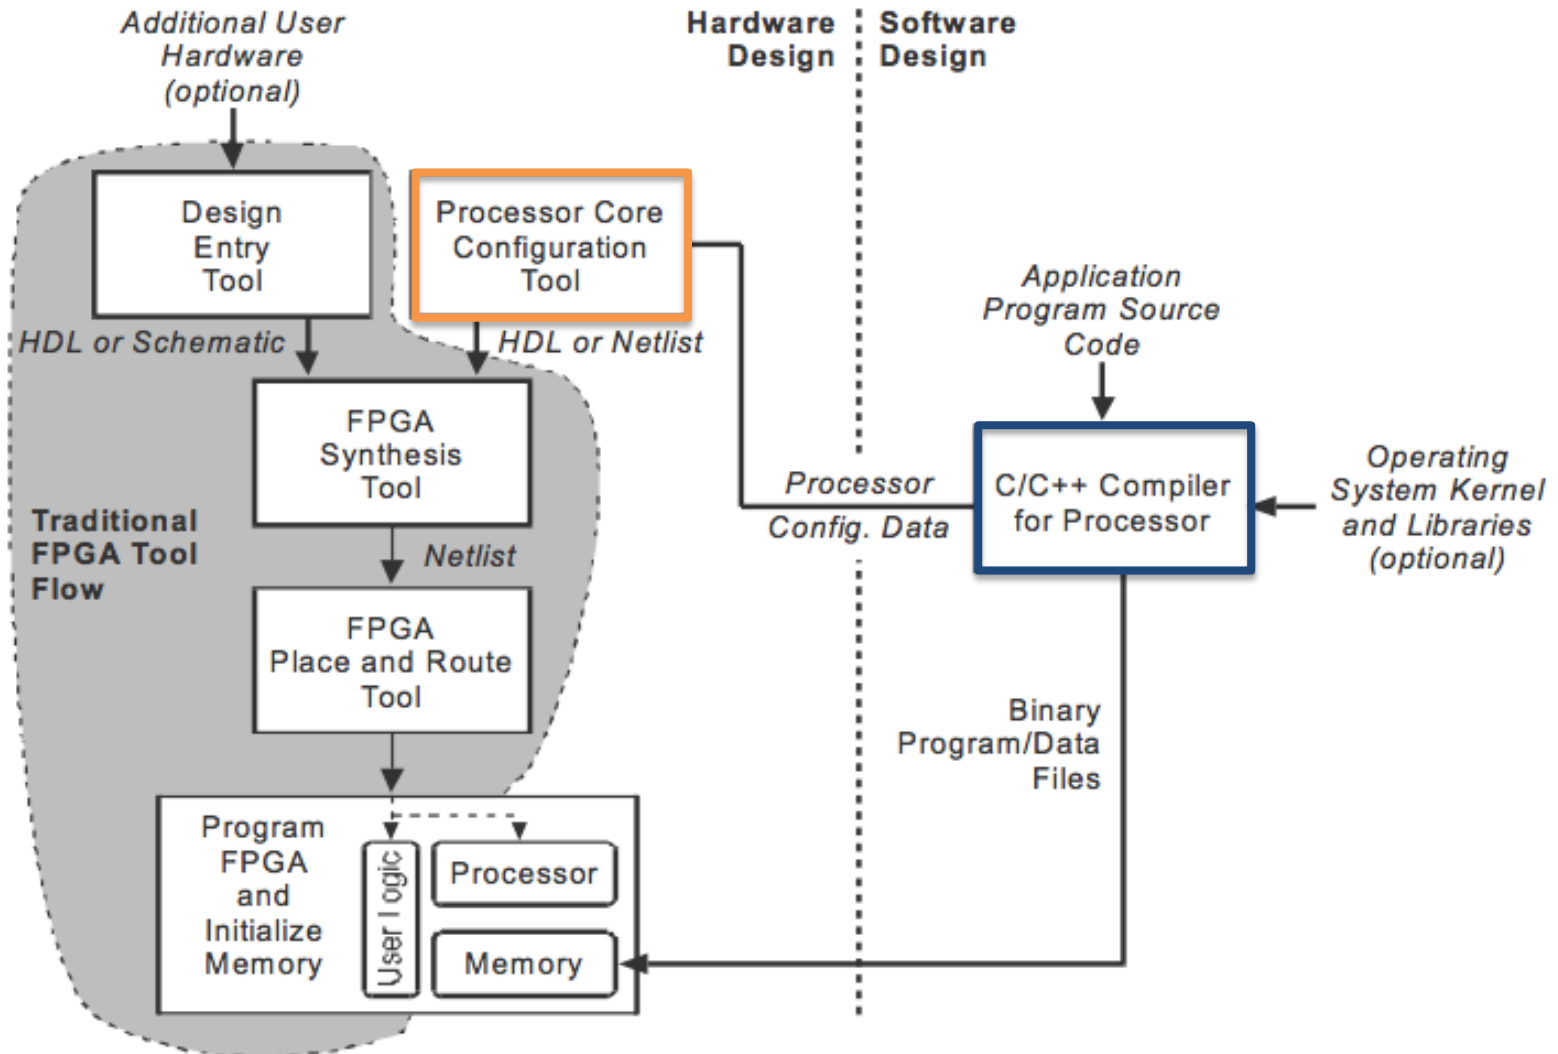 Additional User
Hardware
(optional)
Hardware
Design
Software
Design
Design
Entry
Tool
Processor Core
Configuration
Tool
HDL or Schematic
HDL or Netlist
Application
Program Source
Code
FPGA
Synthesis
Tool
Traditional
FPGA Tool
Flow
Processor
Config. Data
C/C++ Compiler
for Processor
Operating
System Kernel
and Libraries
(optional)
Netlist
FPGA
Place and Route
Tool
Binary
Program/Data
Files
Program
FPGA
and
Initialize
Memory
User logic
Processor
Memory